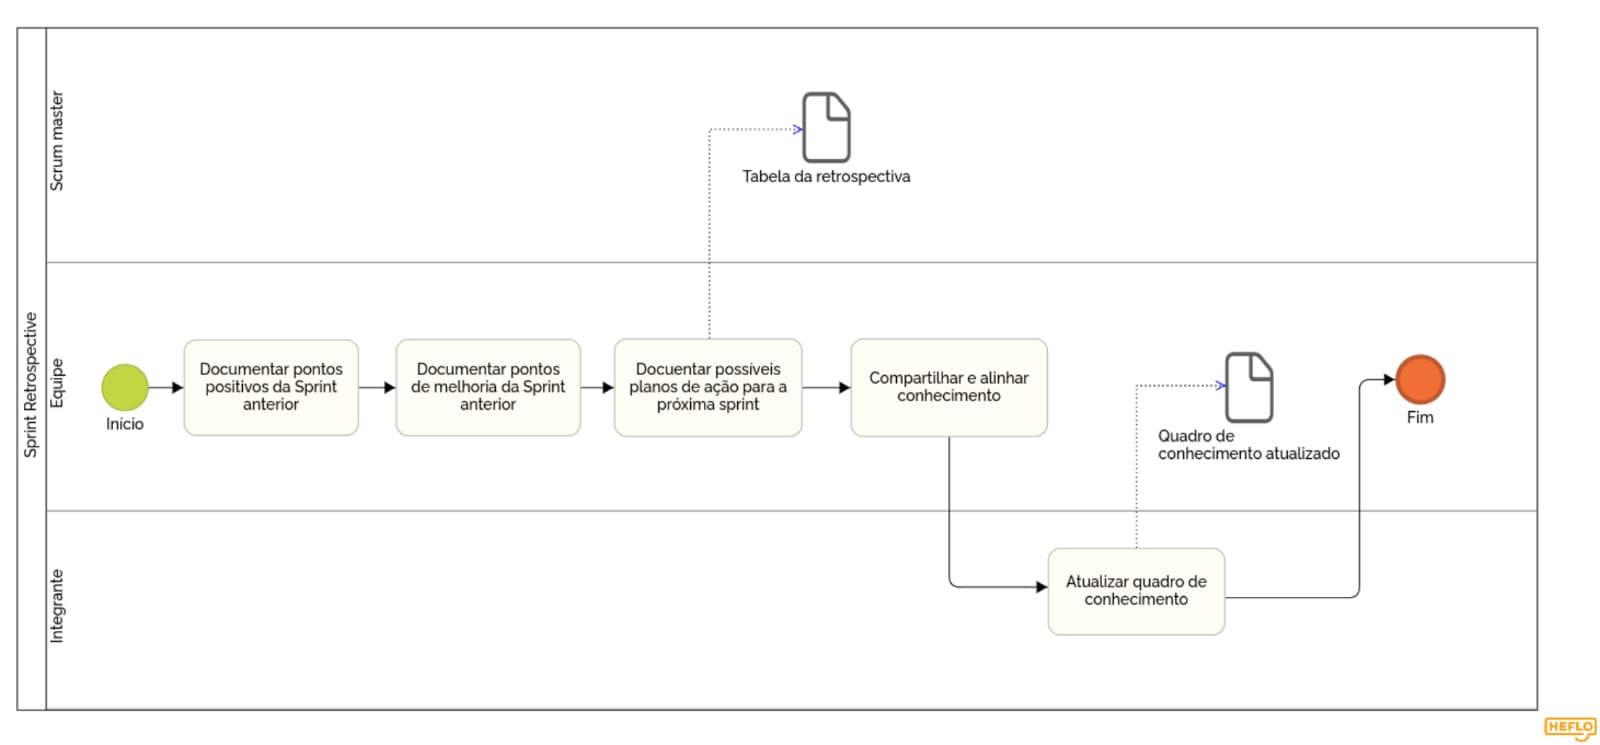 Sprint Retrospective
Scrum master
Tabela da retrospectiva
Equipe
Início
Documentar pontos
positivos da Sprint
anterior
Documentar pontos
de melhoria da Sprint
anterior
Docuentar possíveis
planos de ação para a
próxima sprint
Compartilhar e alinhar
conhecimento
Quadro de
conhecimento atualizado
Fim
Integrante
Atualizar quadro de
conhecimento
HEFLO